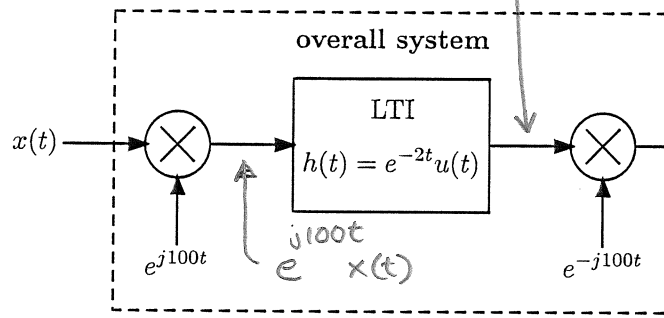 overall system
x(t)
LTI
h(t) = e^{-2t}u(t)
e^{j100t}
e^{j100t} x(t)
e^{-j100t}